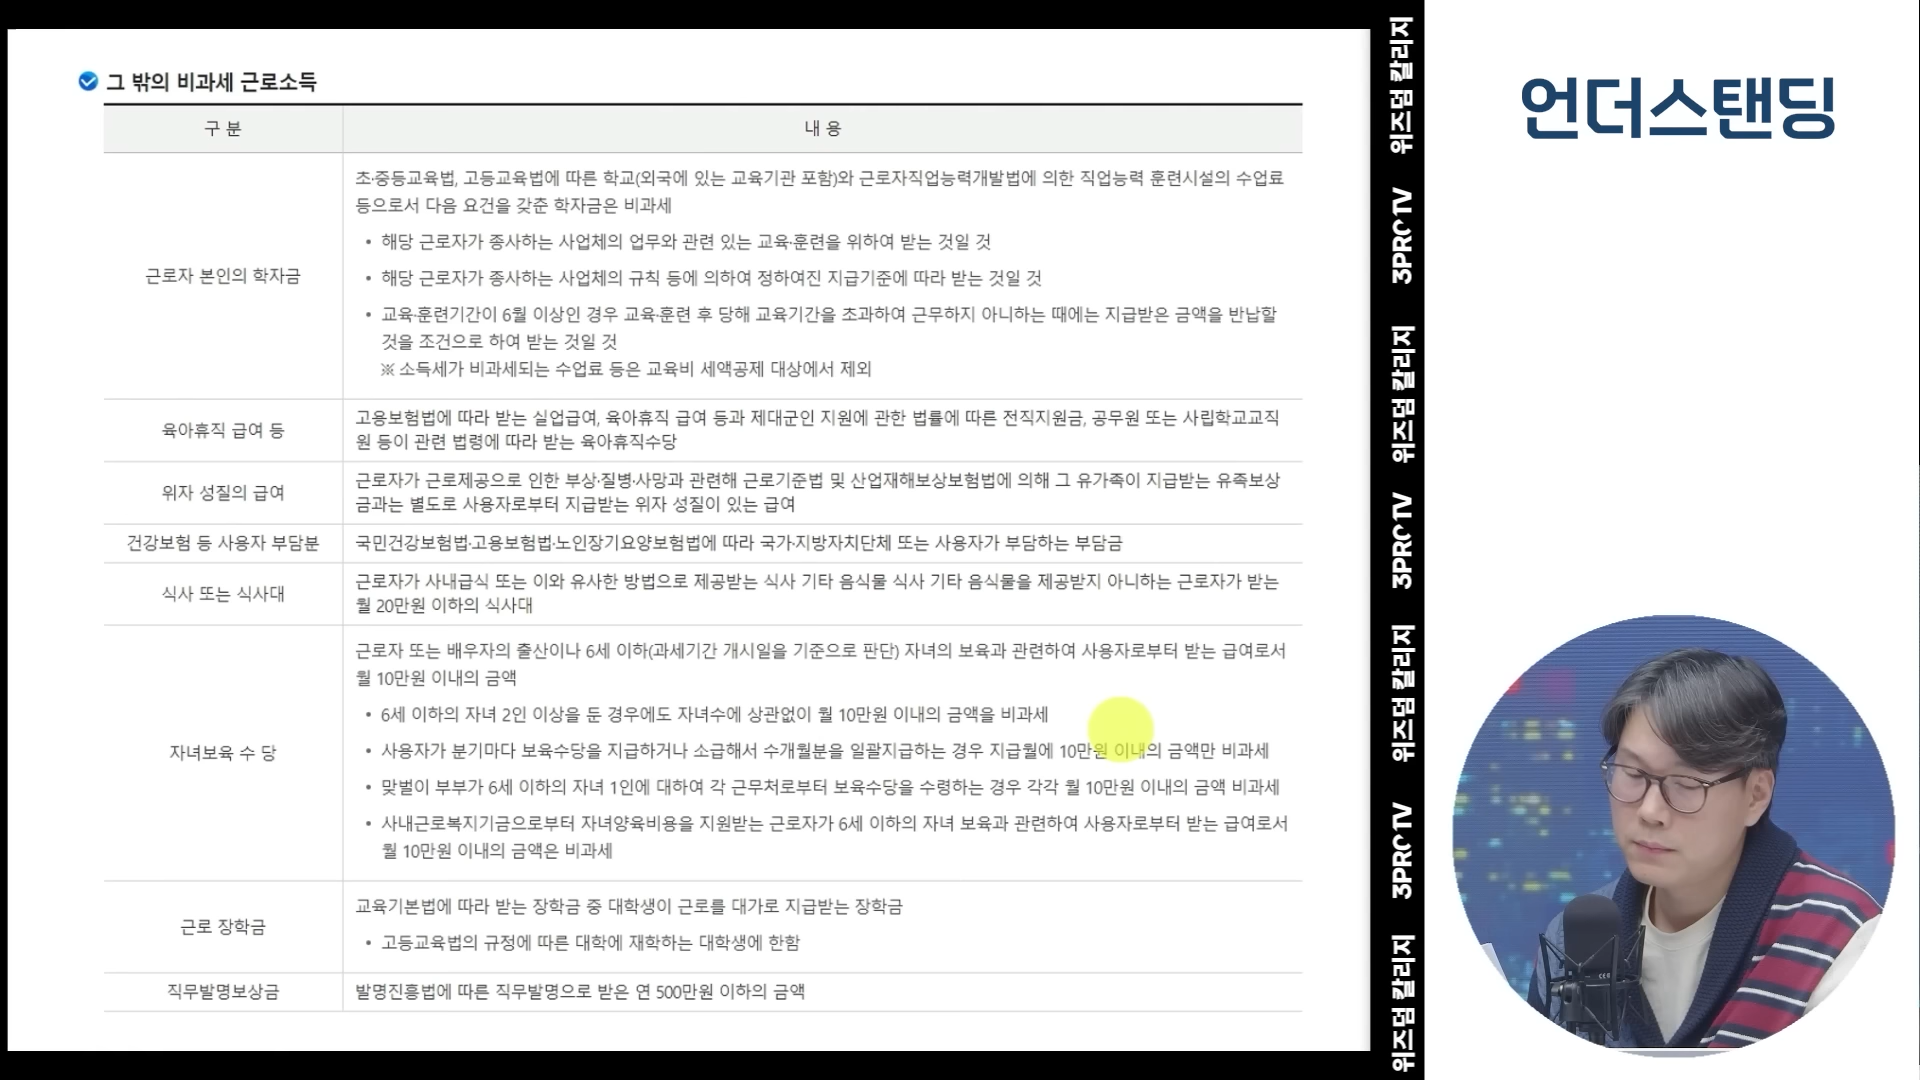 그 밖의 비과세 근로소득
구 분
내 용
근로자 본인의 학자금
초·중등교육법, 고등교육법에 따른 학교(외국에 있는 교육기관 포함)와 근로자직업능력개발법에 의한 직업능력 훈련시설의 수업료
등으로서 다음 요건을 갖춘 학자금은 비과세
• 해당 근로자가 종사하는 사업체의 업무와 관련 있는 교육·훈련을 위하여 받는 것일 것
• 해당 근로자가 종사하는 사업체의 규칙 등에 의하여 정하여진 지급기준에 따라 받는 것일 것
• 교육·훈련기간이 6월 이상인 경우 교육·훈련 후 당해 교육기간을 초과하여 근무하지 아니하는 때에는 지급받은 금액을 반납할
것을 조건으로 하여 받는 것일 것
※ 소득세가 비과세되는 수업료 등은 교육비 세액공제 대상에서 제외
육아휴직 급여 등
고용보험법에 따라 받는 실업급여, 육아휴직 급여 등과 제대군인 지원에 관한 법률에 따른 전직지원금, 공무원 또는 사립학교교직
원 등이 관련 법령에 따라 받는 육아휴직수당
위자 성질의 급여
근로자가 근로제공으로 인한 부상·질병·사망과 관련해 근로기준법 및 산업재해보상보험법에 의해 그 유가족이 지급받는 유족보상
금과는 별도로 사용자로부터 지급받는 위자 성질이 있는 급여
건강보험 등 사용자 부담분
국민건강보험법·고용보험법·노인장기요양보험법에 따라 국가·지방자치단체 또는 사용자가 부담하는 부담금
식사 또는 식사대
근로자가 사내급식 또는 이와 유사한 방법으로 제공받는 식사 기타 음식물 식사 기타 음식물을 제공받지 아니하는 근로자가 받는
월 20만원 이하의 식사대
자녀보육 수 당
근로자 또는 배우자의 출산이나 6세 이하(과세기간 개시일을 기준으로 판단) 자녀의 보육과 관련하여 사용자로부터 받는 급여로서
월 10만원 이내의 금액
• 6세 이하의 자녀 2인 이상을 둔 경우에도 자녀수에 상관없이 월 10만원 이내의 금액을 비과세
• 사용자가 분기마다 보육수당을 지급하거나 소급해서 수개월분을 일괄지급하는 경우 지급월에 10만원 이내의 금액만 비과세
• 맞벌이 부부가 6세 이하의 자녀 1인에 대하여 각 근무처로부터 보육수당을 수령하는 경우 각각 월 10만원 이내의 금액 비과세
• 사내근로복지기금으로부터 자녀양육비용을 지원받는 근로자가 6세 이하의 자녀 보육과 관련하여 사용자로부터 받는 급여로서
월 10만원 이내의 금액은 비과세
근로 장학금
교육기본법에 따라 받는 장학금 중 대학생이 근로를 대가로 지급받는 장학금
• 고등교육법의 규정에 따른 대학에 재학하는 대학생에 한함
직무발명보상금
발명진흥법에 따른 직무발명으로 받은 연 500만원 이하의 금액
위즈덤 칼리지
3PROTV
위즈덤 칼리지
3PROTV
위즈덤 칼리지
3PROTV
위즈덤 칼리지
언더스탠딩